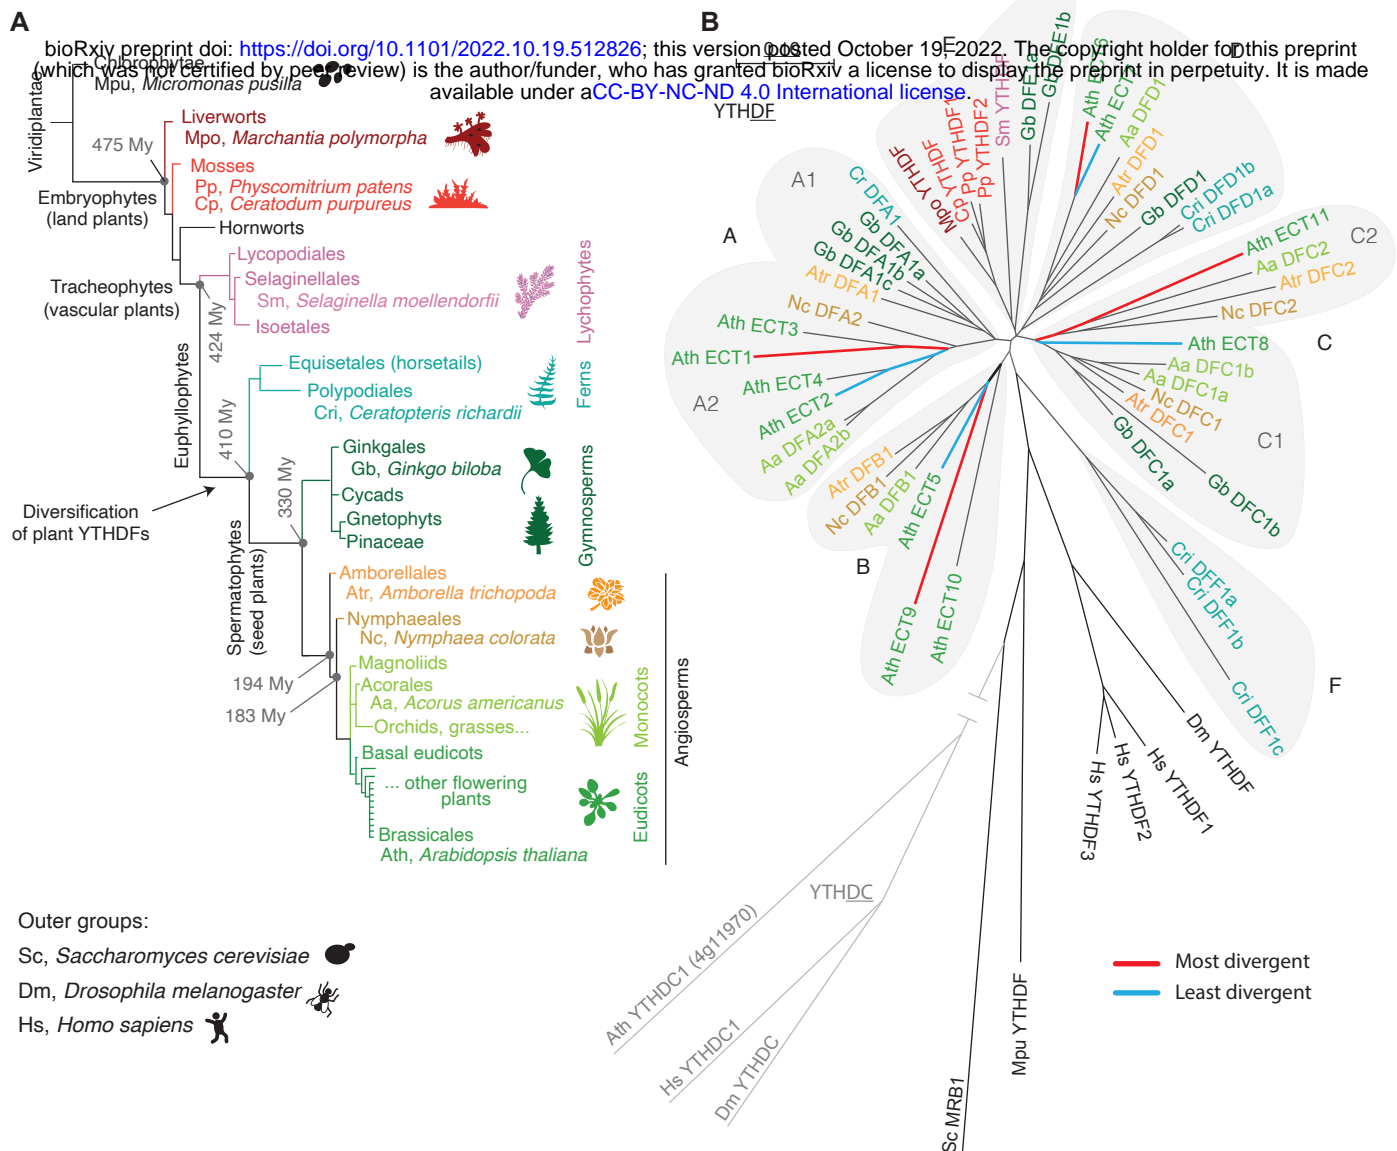 A
B
bioRxiv preprint doi: https://doi.org/10.1101/2022.10.19.512826; this version posted October 19, 2022. The copyright holder for this preprint
(which was not certified by peer review) is the author/funder, who has granted bioRxiv a license to display the preprint in perpetuity. It is made
available under aCC-BY-NC-ND 4.0 International license.
Chlorophytae
Mpu, Micromonas pusilla
Viridiplantae
Liverworts
Mpo, Marchantia polymorpha
475 My
Mosses
Pp, Physcomitrium patens
Cp, Ceratodum purpureus
Embryophytes
(land plants)
Hornworts
Lycopodiales
Selaginellales
Sm, Selaginella moellendorfii
Isoetales
Lychophytes
Tracheophytes
(vascular plants)
424 My
Euphyllophytes
Equisetales (horsetails)
Polypodiales
Cri, Ceratopteris richardii
Ferns
410 My
Ginkgales
Gb, Ginkgo biloba
Cycads
Gnetophyts
Pinaceae
Gymnosperms
330 My
Diversification
of plant YTHDFs
Spermatophytes
(seed plants)
Amborellales
Atr, Amborella trichopoda
Nymphaeales
Nc, Nymphaea colorata
Magnoliids
Acorales
Aa, Acorus americanus
Orchids, grasses...
Monocots
194 My
183 My
Basal eudicots
... other flowering
plants
Brassicales
Ath, Arabidopsis thaliana
Eudicots
Angiosperms
Outer groups:
Sc, Saccharomyces cerevisiae
Dm, Drosophila melanogaster
Hs, Homo sapiens
0.10
YTHDF
E
Mpo YTHDF
Cp YTHDF
Pp YTHDF1
Pp YTHDF2
Sm YTHDF
Gb DFE1a
Gb DFE1b
D
Ath ECT6
Ath ECT7
Aa DFD1
Atr DFD1
Nc DFD1
Gb DFD1
Cri DFD1b
Cri DFD1a
C2
Ath ECT11
Aa DFC2
Atr DFC2
Nc DFC2
C
Ath ECT8
Aa DFC1b
Aa DFC1a
Nc DFC1
Atr DFC1
C1
Gb DFC1a
Gb DFC1b
F
Cri DFF1a
Cri DFF1b
Cri DFF1c
Dm YTHDF
Hs YTHDF1
Hs YTHDF2
Hs YTHDF3
A
A1
Cr DFA1
Gb DFA1a
Gb DFA1b
Gb DFA1c
Atr DFA1
Nc DFA2
Ath ECT3
Ath ECT1
Ath ECT4
Ath ECT2
A2
Aa DFA2a
Aa DFA2b
B
Atr DFB1
Nc DFB1
Aa DFB1
Ath ECT5
Ath ECT9
Ath ECT10
YTHDC
Ath YTHDC1 (4g11970)
Hs YTHDC1
Dm YTHDC
Sc MRB1
Mpu YTHDF
Most divergent
Least divergent